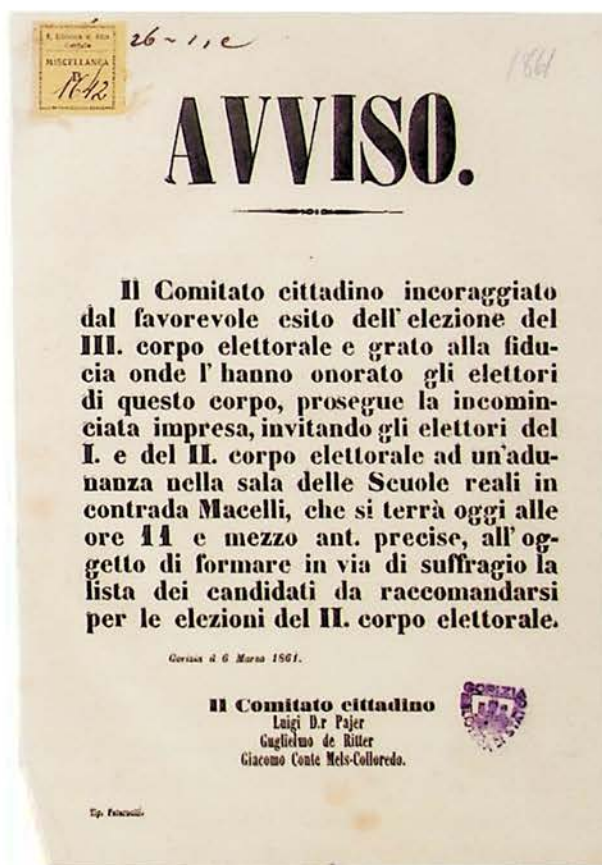 26-11,e
1861
MISCELLANEA
B
1642
AVVISO.
Il Comitato cittadino incoraggiato
dal favorevole esito dell' elezione del
III. corpo elettorale e grato alla fidu-
cia onde l' hanno onorato gli elettori
di questo corpo, prosegue la incomin-
ciata impresa, invitando gli elettori del
I. e del II. corpo elettorale ad un'adu-
nanza nella sala delle Scuole reali in
contrada Macelli, che si terrà oggi alle
ore 11 e mezzo ant. precise, all' og-
getto di formare in via di suffragio la
lista dei candidati da raccomandarsi
per le elezioni del II. corpo elettorale.
Gorizia il 6 Marzo 1861.
Il Comitato cittadino
Luigi D.r Pajer
Guglielmo de Ritter
Giacomo Conte Mels-Colloredo.
GORIZIA
Tip. Paternolli.